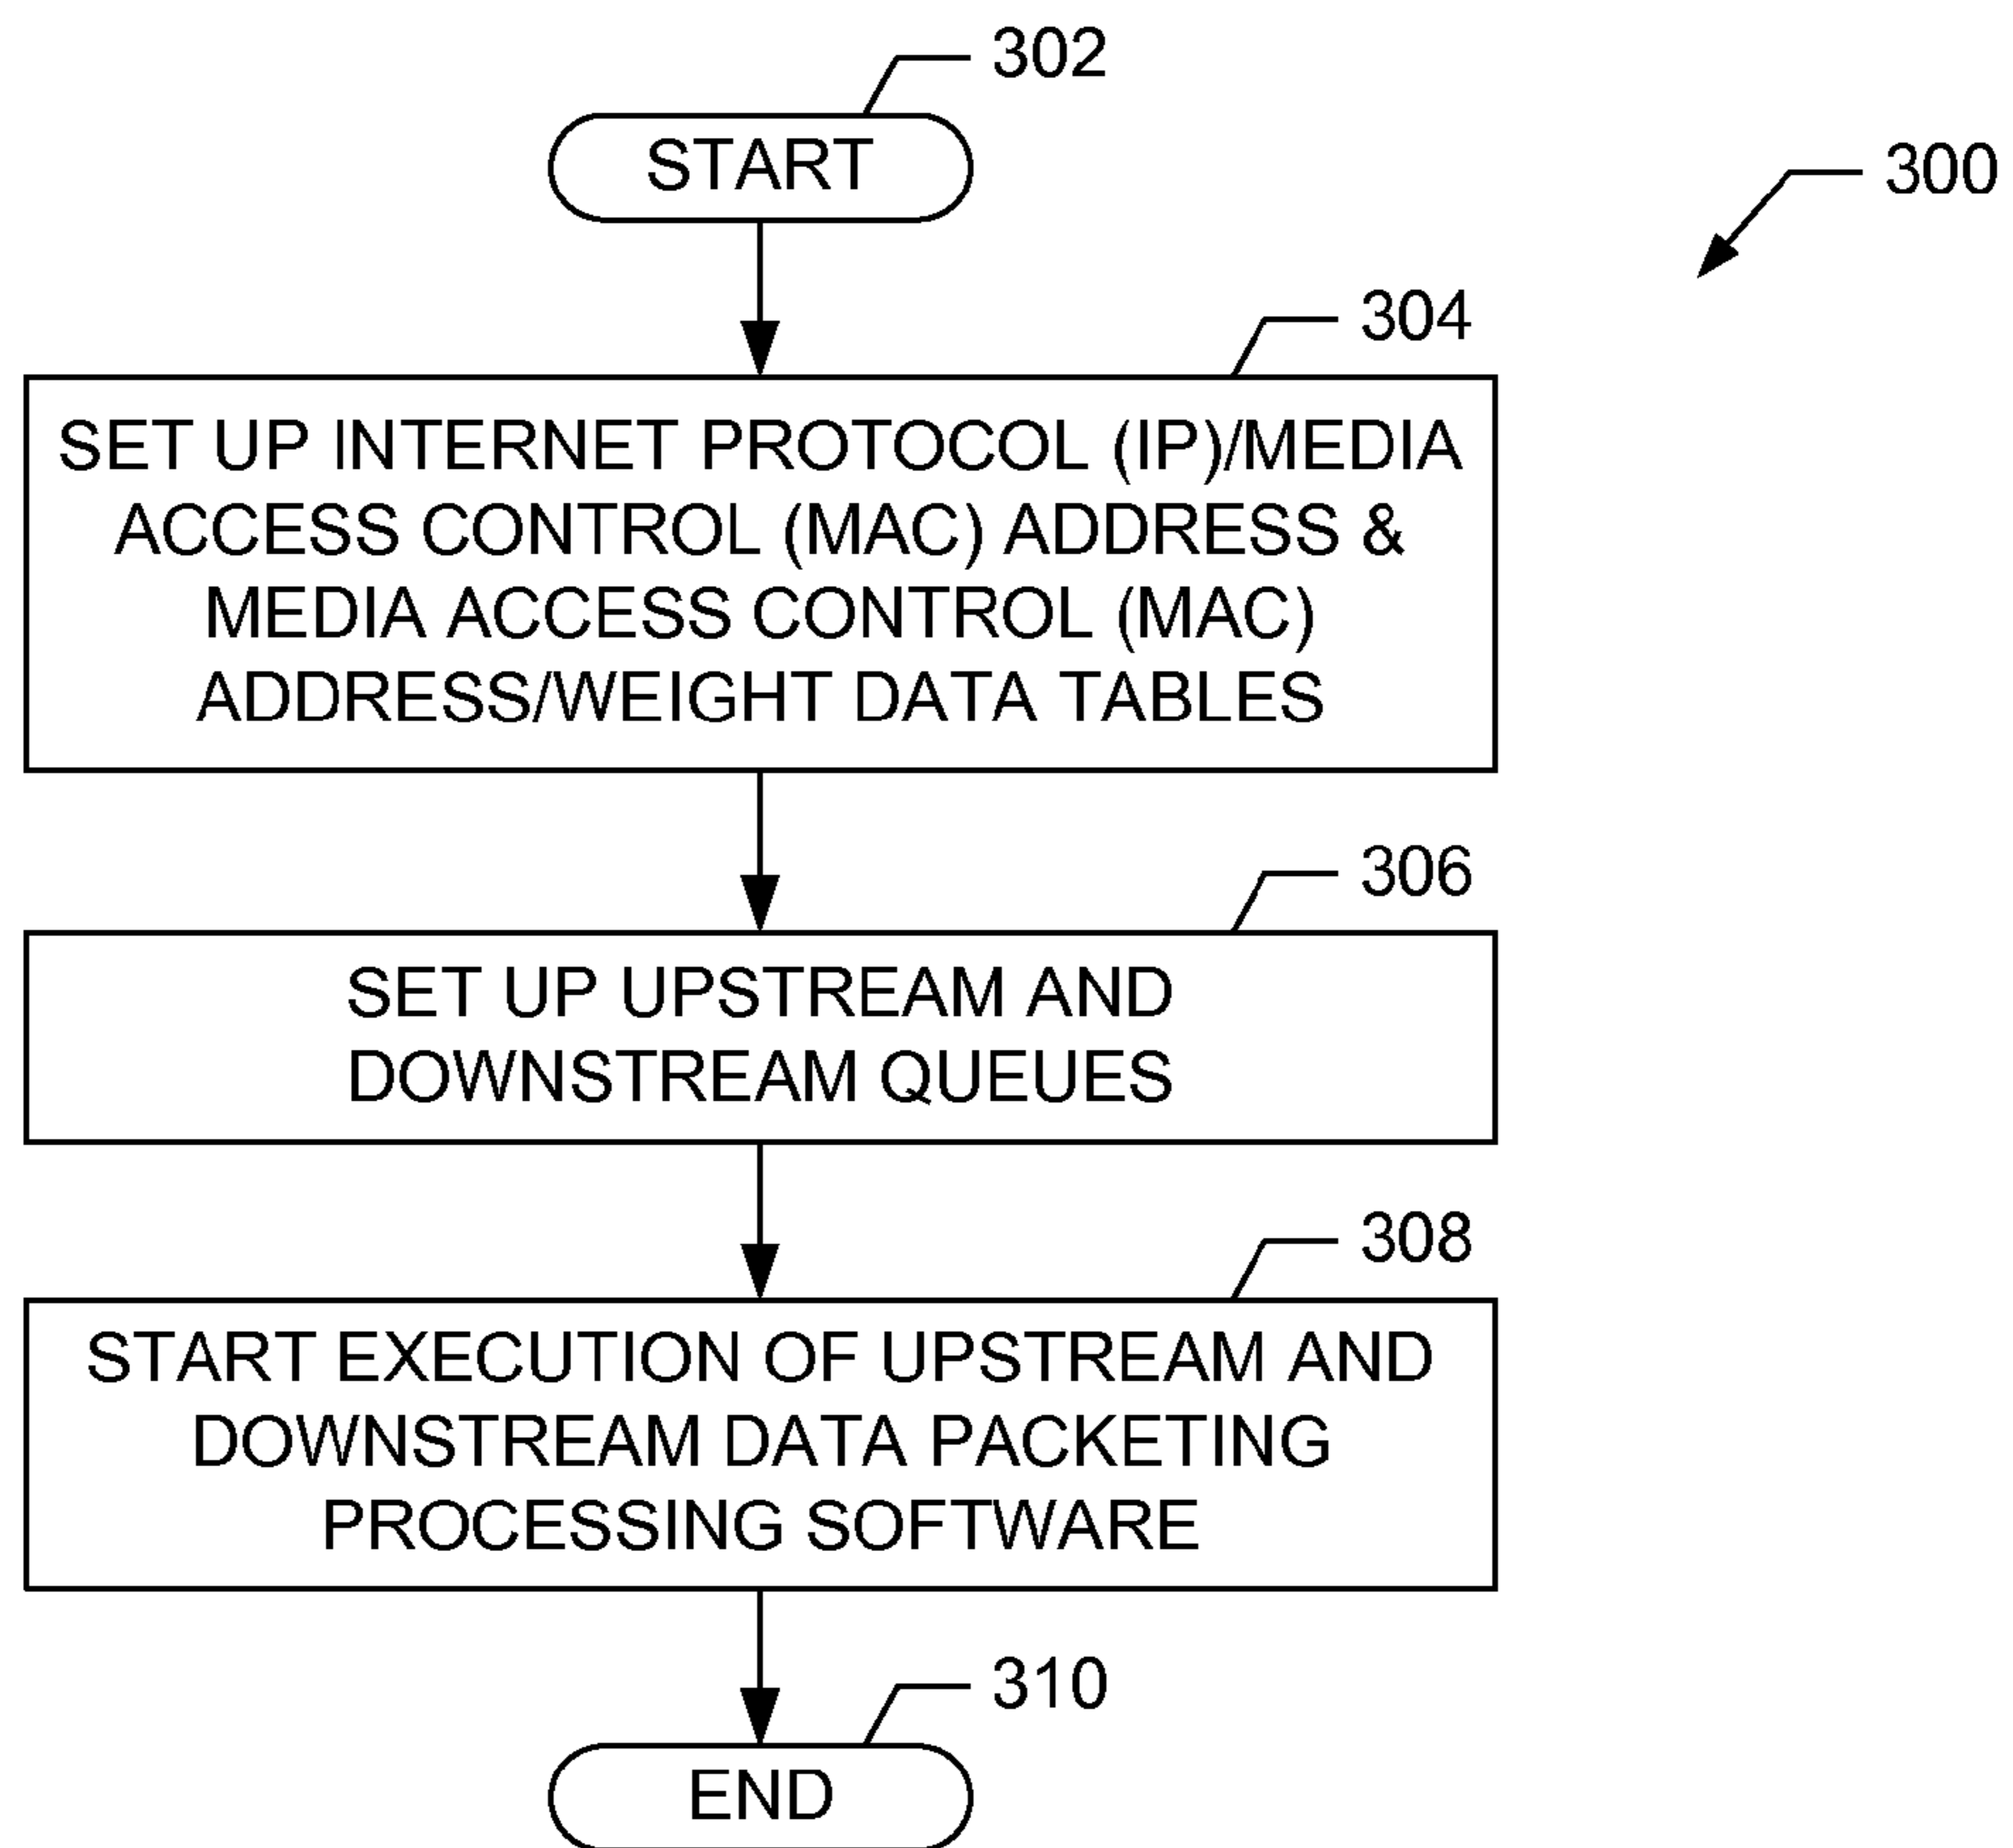 302
START
300
304
SET UP INTERNET PROTOCOL (IP)/MEDIA
ACCESS CONTROL (MAC) ADDRESS &
MEDIA ACCESS CONTROL (MAC)
ADDRESS/WEIGHT DATA TABLES
306
SET UP UPSTREAM AND
DOWNSTREAM QUEUES
308
START EXECUTION OF UPSTREAM AND
DOWNSTREAM DATA PACKETING
PROCESSING SOFTWARE
310
END